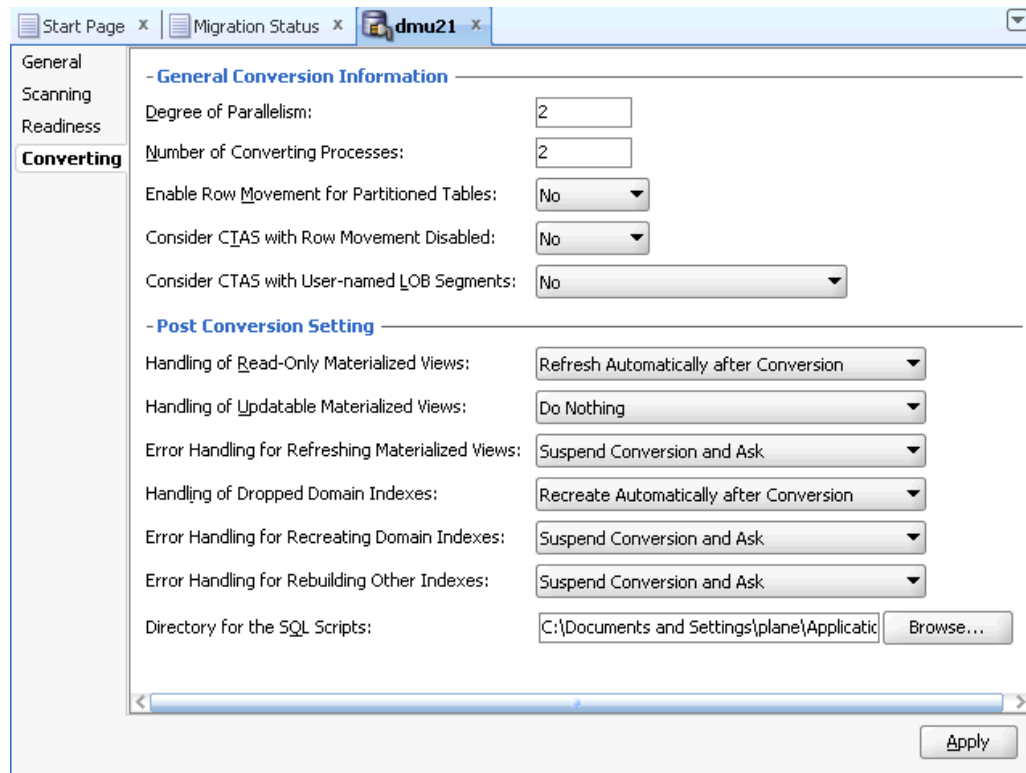 Start Page x Migration Status x dmu21 x
General
Scanning
Readiness
Converting
- General Conversion Information
Degree of Parallelism: 2
Number of Converting Processes: 2
Enable Row Movement for Partitioned Tables: No
Consider CTAS with Row Movement Disabled: No
Consider CTAS with User-named LOB Segments: No
- Post Conversion Setting
Handling of Read-Only Materialized Views: Refresh Automatically after Conversion
Handling of Updatable Materialized Views: Do Nothing
Error Handling for Refreshing Materialized Views: Suspend Conversion and Ask
Handling of Dropped Domain Indexes: Recreate Automatically after Conversion
Error Handling for Recreating Domain Indexes: Suspend Conversion and Ask
Error Handling for Rebuilding Other Indexes: Suspend Conversion and Ask
Directory for the SQL Scripts: C:\Documents and Settings\plane\Applicatic Browse...
Apply